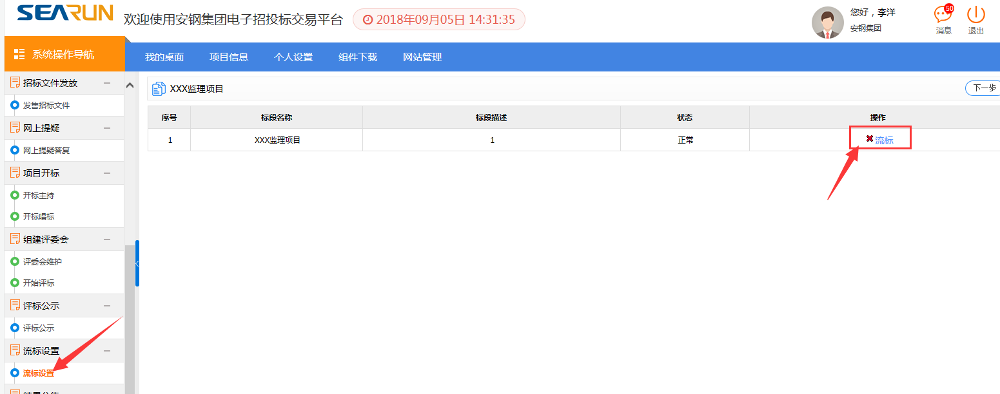 SEARUN 欢迎使用安钢集团电子招投标交易平台 2018年09月05日 14:31:35
您好，李洋
安钢集团
50
消息 退出
系统操作导航
我的桌面 项目信息 个人设置 组件下载 网站管理
招标文件发放
发售招标文件
网上提疑
网上提疑答复
项目开标
开标主持
开标唱标
组建评委会
评委会维护
开始评标
评标公示
评标公示
流标设置
流标设置
XXX监理项目 下一步
序号 标段名称 标段描述 状态 操作
1 XXX监理项目 1 正常 流标